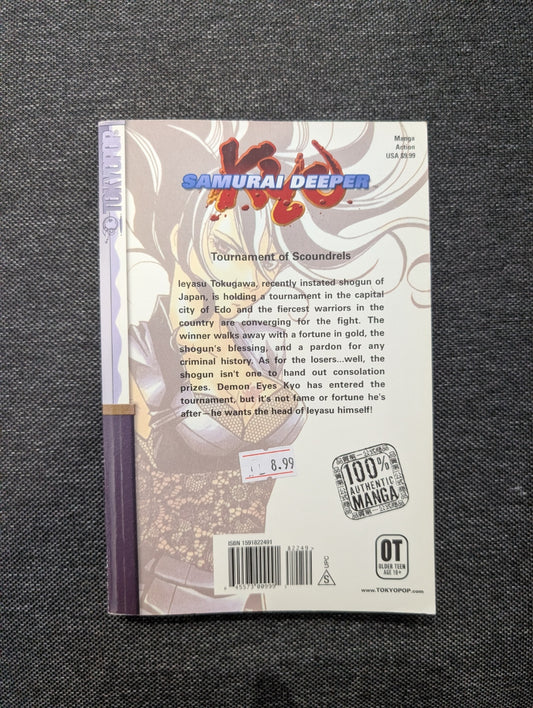 TOKYOPOP
Manga
Action
USA $9.99
KYO
SAMURAI DEEPER
Tournament of Scoundrels
Ieyasu Tokugawa, recently instated shogun of
Japan, is holding a tournament in the capital
city of Edo and the fiercest warriors in the
country are converging for the fight. The
winner walks away with a fortune in gold, the
shogun's blessing, and a pardon for any
criminal history. As for the losers...well, the
shogun isn't one to hand out consolation
prizes. Demon Eyes Kyo has entered the
tournament, but it's not fame or fortune he's
after—he wants the head of Ieyasu himself!
8.99
100%
AUTHENTIC
MANGA
ISBN 1591822491
82249>
S
UPC
OT
OLDER TEEN
AGE 16+
www.TOKYOPOP.com